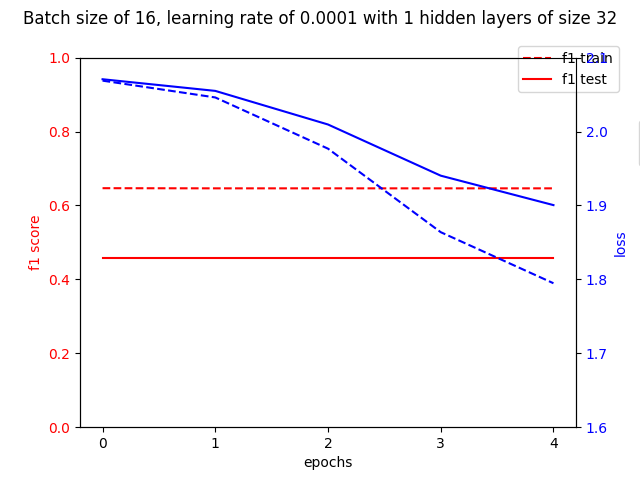 Batch size of 16, learning rate of 0.0001 with 1 hidden layers of size 32
f1 train
f1 test
1.0
0.8
0.6
0.4
0.2
0.0
f1 score
2.1
2.0
1.9
1.8
1.7
1.6
loss
0 1 2 3 4
epochs